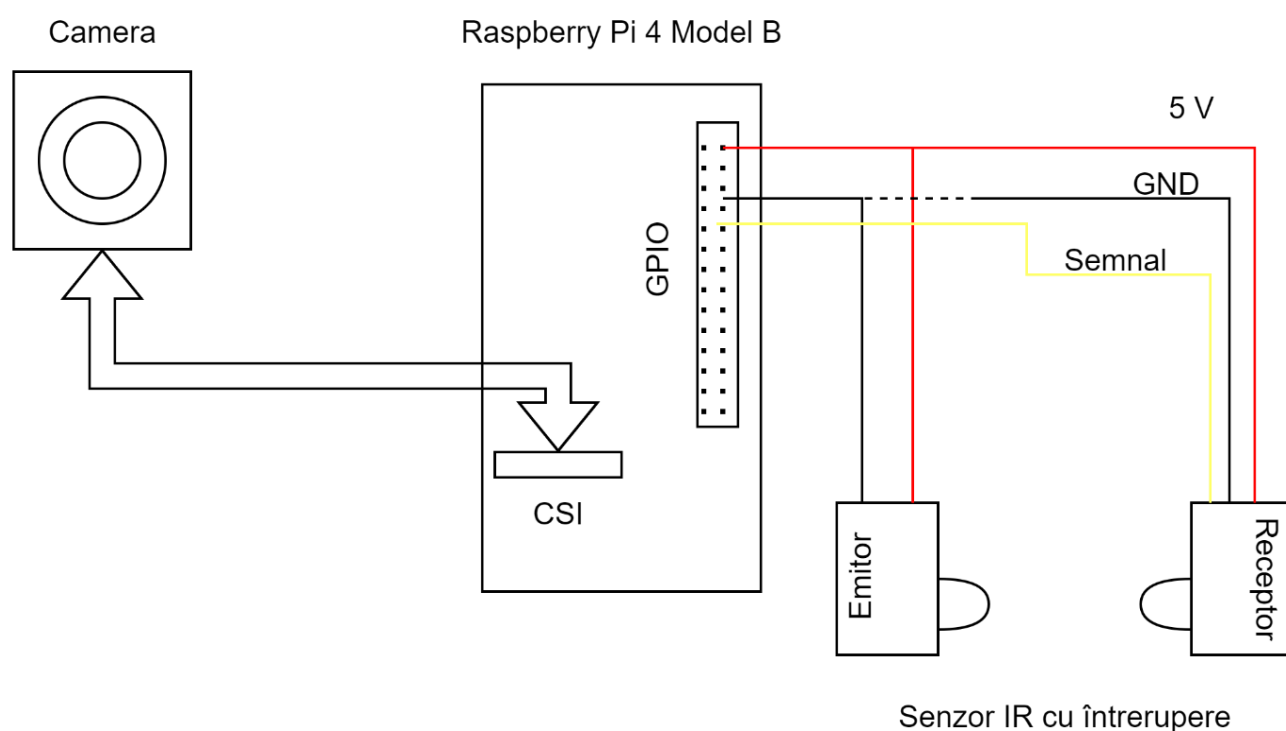 Camera
Raspberry Pi 4 Model B
5 V
GND
GPIO
Semnal
CSI
Emitor
Receptor
Senzor IR cu întrerupere